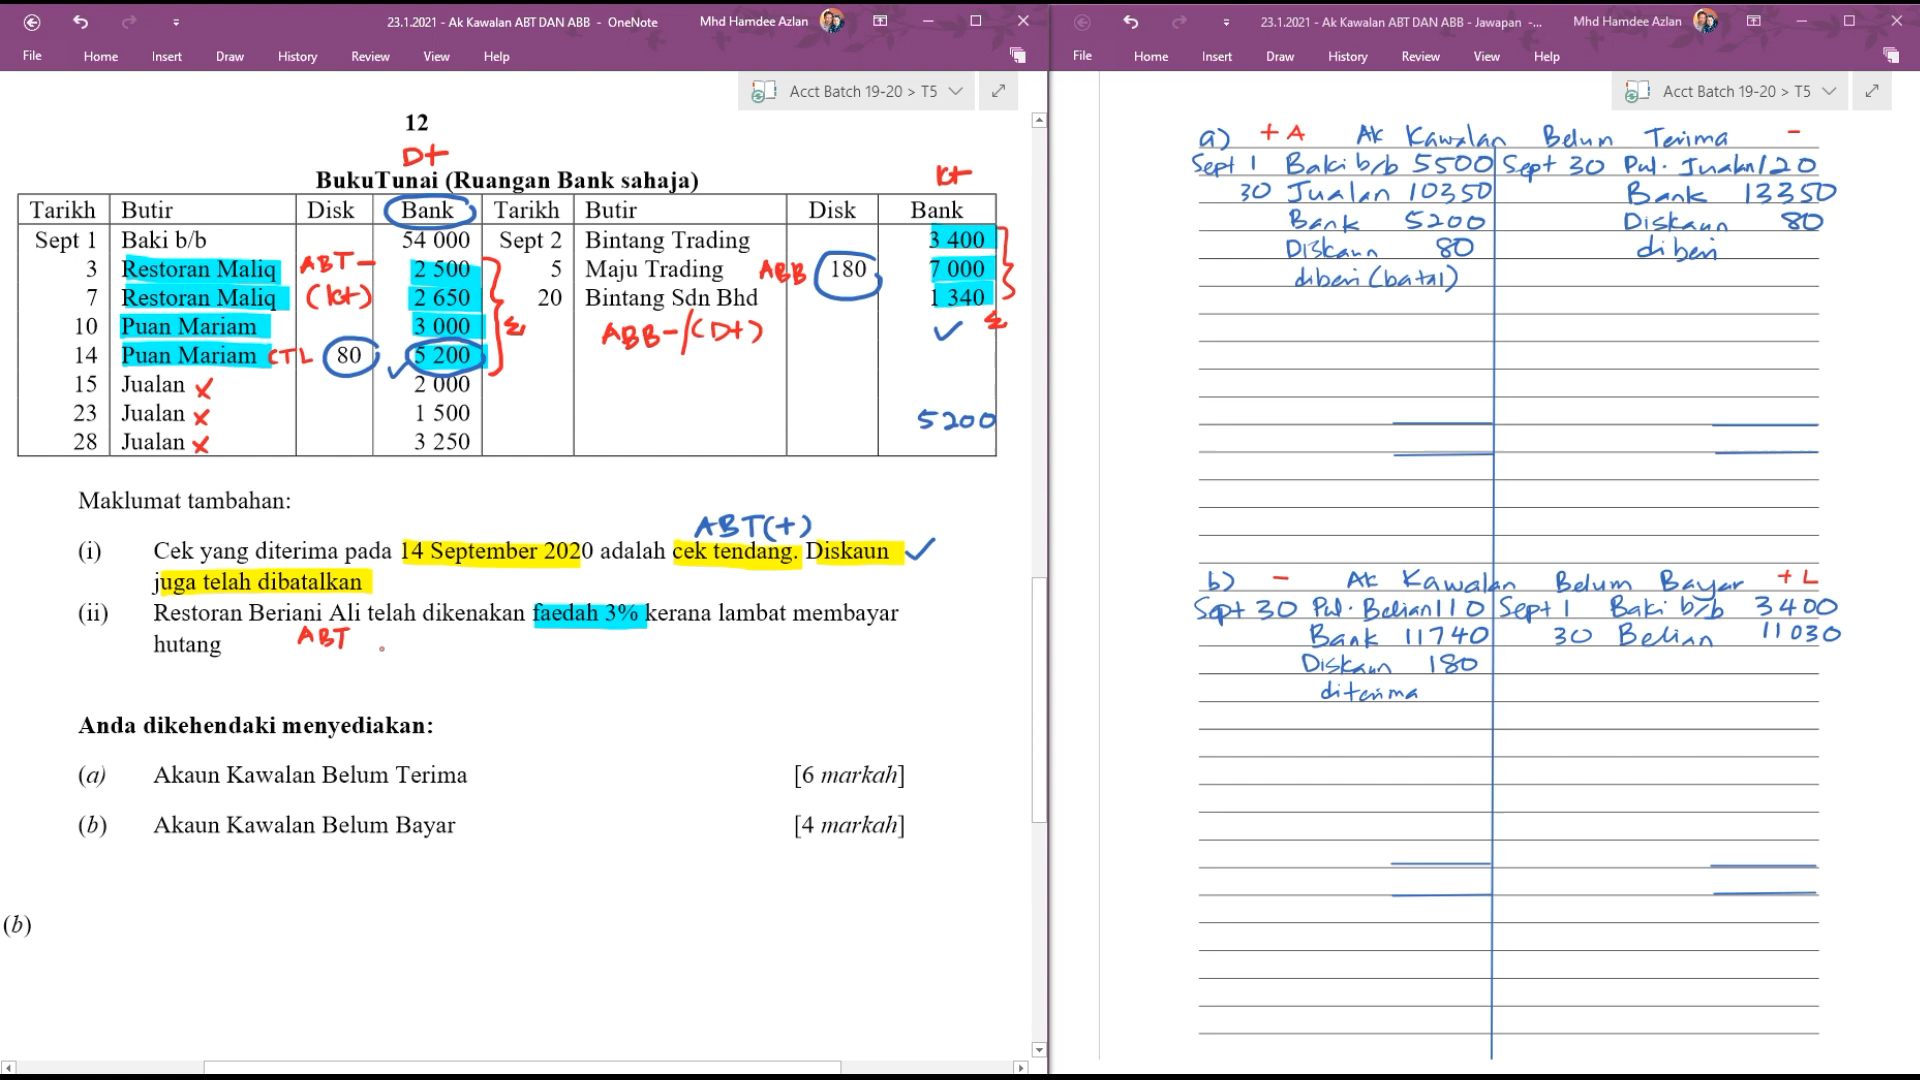 23.1.2021 - Ak Kawalan ABT DAN ABB - OneNote
Mhd Hamdee Azlan
File Home Insert Draw History Review View Help
Acct Batch 19-20 > T5
12
D+
BukuTunai (Ruangan Bank sahaja)
K+
Tarikh Butir Disk Bank Tarikh Butir Disk Bank
Sept 1 Baki b/b 54 000 Sept 2 Bintang Trading 3 400
3 Restoran Maliq ABT - 2 500 5 Maju Trading ABB 180 7 000
7 Restoran Maliq (K+) 2 650 20 Bintang Sdn Bhd 1 340
10 Puan Mariam 3 000 ABB-/(D+)
14 Puan Mariam CTL 80 5 200
15 Jualan x 2 000
23 Jualan x 1 500 5200
28 Jualan x 3 250
Maklumat tambahan:
ABT(+)
(i) Cek yang diterima pada 14 September 2020 adalah cek tendang. Diskaun
juga telah dibatalkan
(ii) Restoran Beriani Ali telah dikenakan faedah 3% kerana lambat membayar
hutang
ABT
Anda dikehendaki menyediakan:
(a) Akaun Kawalan Belum Terima [6 markah]
(b) Akaun Kawalan Belum Bayar [4 markah]
(b)
23.1.2021 - Ak Kawalan ABT DAN ABB - Jawapan -...
Mhd Hamdee Azlan
File Home Insert Draw History Review View Help
Acct Batch 19-20 > T5
a) + A Ak Kawalan Belum Terima -
Sept 1 Baki b/b 5500 Sept 30 Pul. Jualan 120
30 Jualan 10350 Bank 13350
Bank 5200 Diskaun 80
Diskaun 80 diberi
diberi (batal)
b) - Ak Kawalan Belum Bayar + L
Sept 30 Pul. Belian 110 Sept 1 Baki b/b 3400
Bank 11740 30 Belian 11030
Diskaun 180
diterima